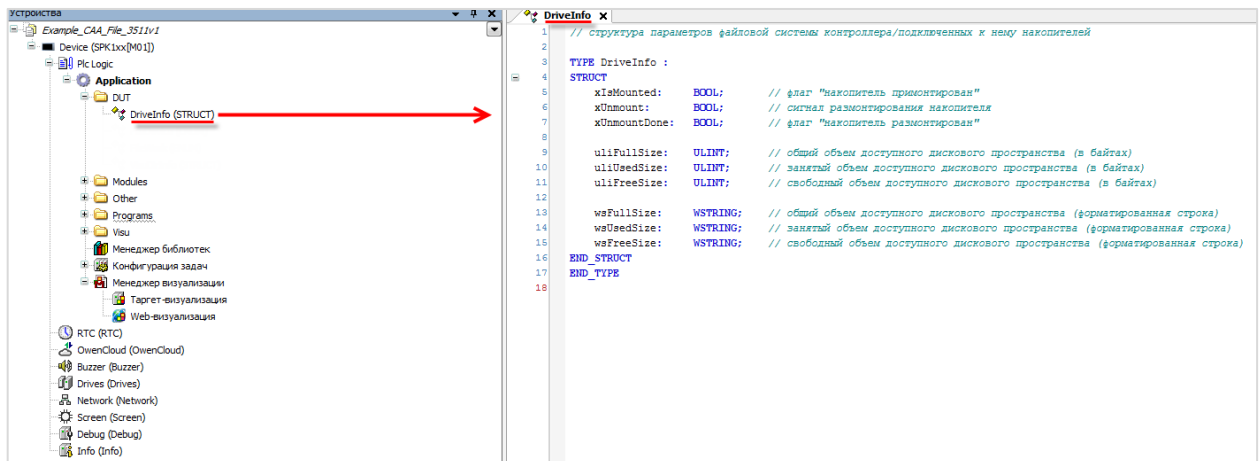 Устройства
Example_CAA_File_3511v1
Device (SPK1xx[M01])
Plc Logic
Application
DUT
DriveInfo (STRUCT)
Modules
Other
Programs
Visu
Менеджер библиотек
Конфигурация задач
Менеджер визуализации
Таргет-визуализация
Web-визуализация
RTC (RTC)
OwenCloud (OwenCloud)
Buzzer (Buzzer)
Drives (Drives)
Network (Network)
Screen (Screen)
Debug (Debug)
Info (Info)
DriveInfo X
1 // структура параметров файловой системы контроллера/подключенных к нему накопителей
2
3 TYPE DriveInfo :
4 STRUCT
5 xIsMounted: BOOL; // флаг "накопитель примонтирован"
6 xUnmount: BOOL; // сигнал размонтирования накопителя
7 xUnmountDone: BOOL; // флаг "накопитель размонтирован"
8
9 uliFullSize: ULINT; // общий объем доступного дискового пространства (в байтах)
10 uliUsedSize: ULINT; // занятый объем доступного дискового пространства (в байтах)
11 uliFreeSize: ULINT; // свободный объем доступного дискового пространства (в байтах)
12
13 wsFullSize: WSTRING; // общий объем доступного дискового пространства (форматированная строка)
14 wsUsedSize: WSTRING; // занятый объем доступного дискового пространства (форматированная строка)
15 wsFreeSize: WSTRING; // свободный объем доступного дискового пространства (форматированная строка)
16 END_STRUCT
17 END_TYPE
18